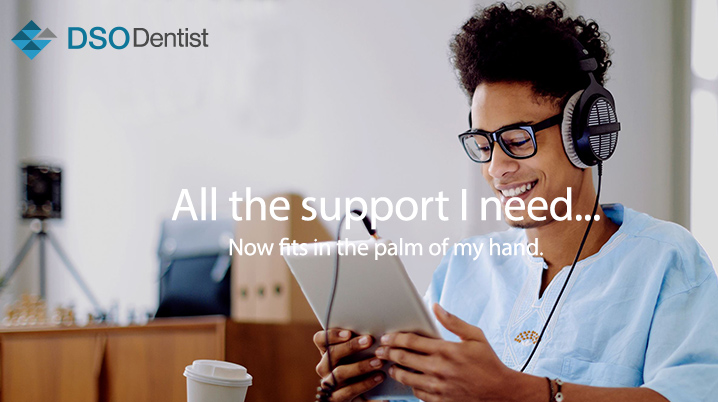 DSODentist
All the support I need...
Now fits in the palm of my hand.